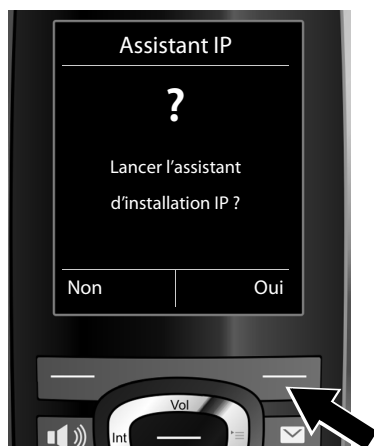 Assistant IP
?
Lancer l’assistant
d’installation IP ?
Non Oui
Vol
Int